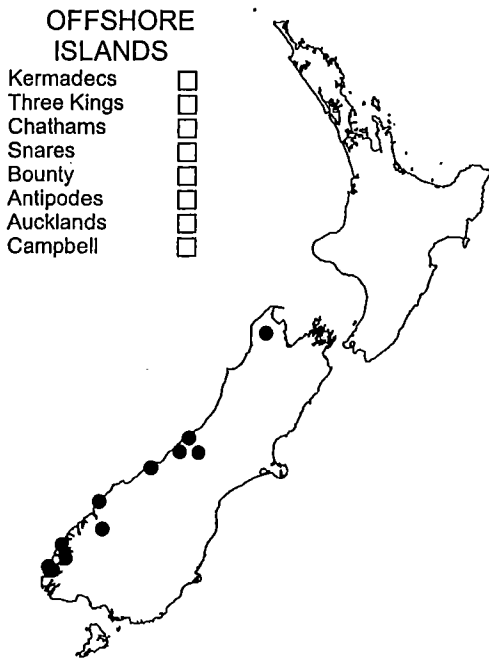 OFFSHORE
ISLANDS
Kermadecs
Three Kings
Chathams
Snares
Bounty
Antipodes
Aucklands
Campbell